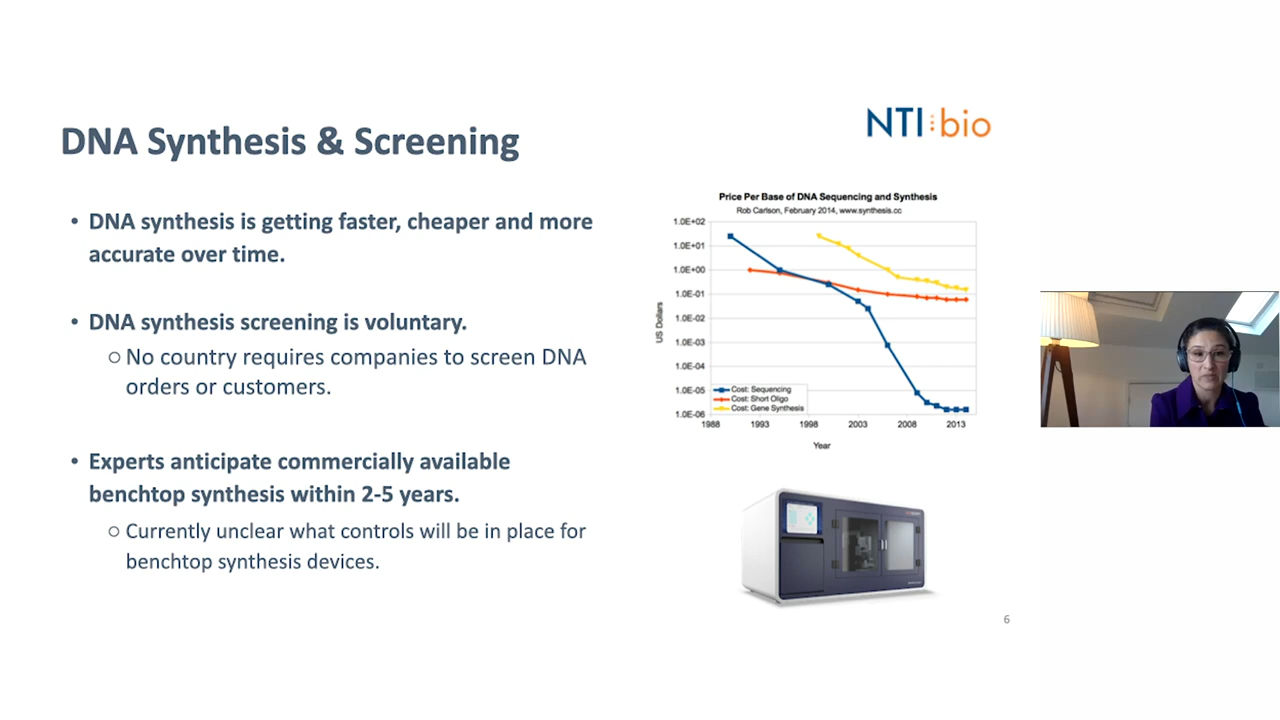 NTI:bio
DNA Synthesis & Screening
• DNA synthesis is getting faster, cheaper and more
accurate over time.
• DNA synthesis screening is voluntary.
○ No country requires companies to screen DNA
orders or customers.
• Experts anticipate commercially available
benchtop synthesis within 2-5 years.
○ Currently unclear what controls will be in place for
benchtop synthesis devices.
Price Per Base of DNA Sequencing and Synthesis
Rob Carlson, February 2014, www.synthesis.cc
US Dollars
1.0E+02
1.0E+01
1.0E+00
1.0E-01
1.0E-02
1.0E-03
1.0E-04
1.0E-05
1.0E-06
Cost: Sequencing
Cost: Short Oligo
Cost: Gene Synthesis
1988 1993 1998 2003 2008 2013
Year
6